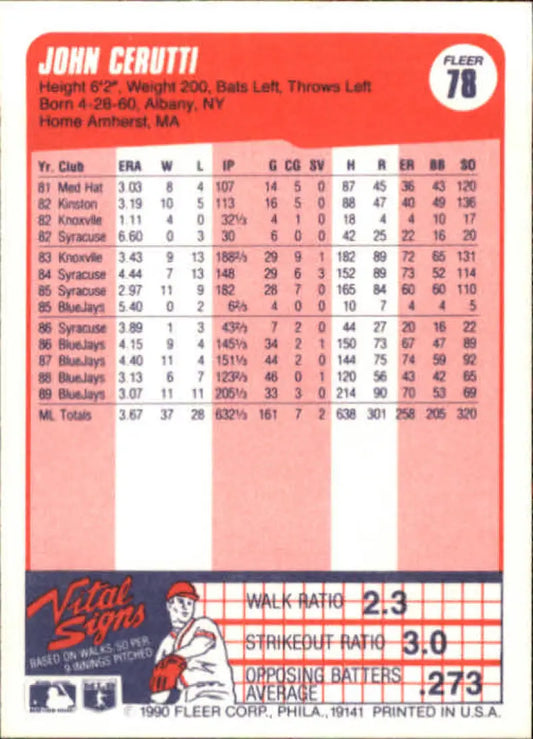 JOHN CERUTTI
FLEER
78
Height 6'2", Weight 200, Bats Left, Throws Left
Born 4-28-60, Albany, NY
Home Amherst, MA
Yr. Club ERA W L IP G CG SV H R ER BB SO
81 Med Hat 3.03 8 4 107 14 5 0 87 45 36 43 120
82 Kinston 3.19 10 5 113 16 5 0 88 47 40 49 136
82 Knoxvile 1.11 4 0 32⅓ 4 1 0 18 4 4 10 17
82 Syracuse 6.60 0 3 30 6 0 0 42 25 22 16 20
83 Knoxvile 3.43 9 13 188⅔ 29 9 1 182 89 72 65 131
84 Syracuse 4.44 7 13 148 29 6 3 152 89 73 52 114
85 Syracuse 2.97 11 9 182 28 7 0 165 84 60 60 110
85 BlueJays 5.40 0 2 6⅔ 4 0 0 10 7 4 4 5
86 Syracuse 3.89 1 3 43⅔ 7 2 0 44 27 20 16 22
86 BlueJays 4.15 9 4 145⅓ 34 2 1 150 73 67 47 89
87 BlueJays 4.40 11 4 151⅓ 44 2 0 144 75 74 59 92
88 BlueJays 3.13 6 7 123⅔ 46 0 1 120 56 43 42 65
89 BlueJays 3.07 11 11 205⅓ 33 3 0 214 90 70 53 69
ML Totals 3.67 37 28 632⅓ 161 7 2 638 301 258 205 320
Vital
Signs
BASED ON WALKS, SO PER
9 INNINGS PITCHED
WALK RATIO 2.3
STRIKEOUT RATIO 3.0
OPPOSING BATTERS
AVERAGE .273
© 1990 FLEER CORP., PHILA., 19141 PRINTED IN U.S.A.